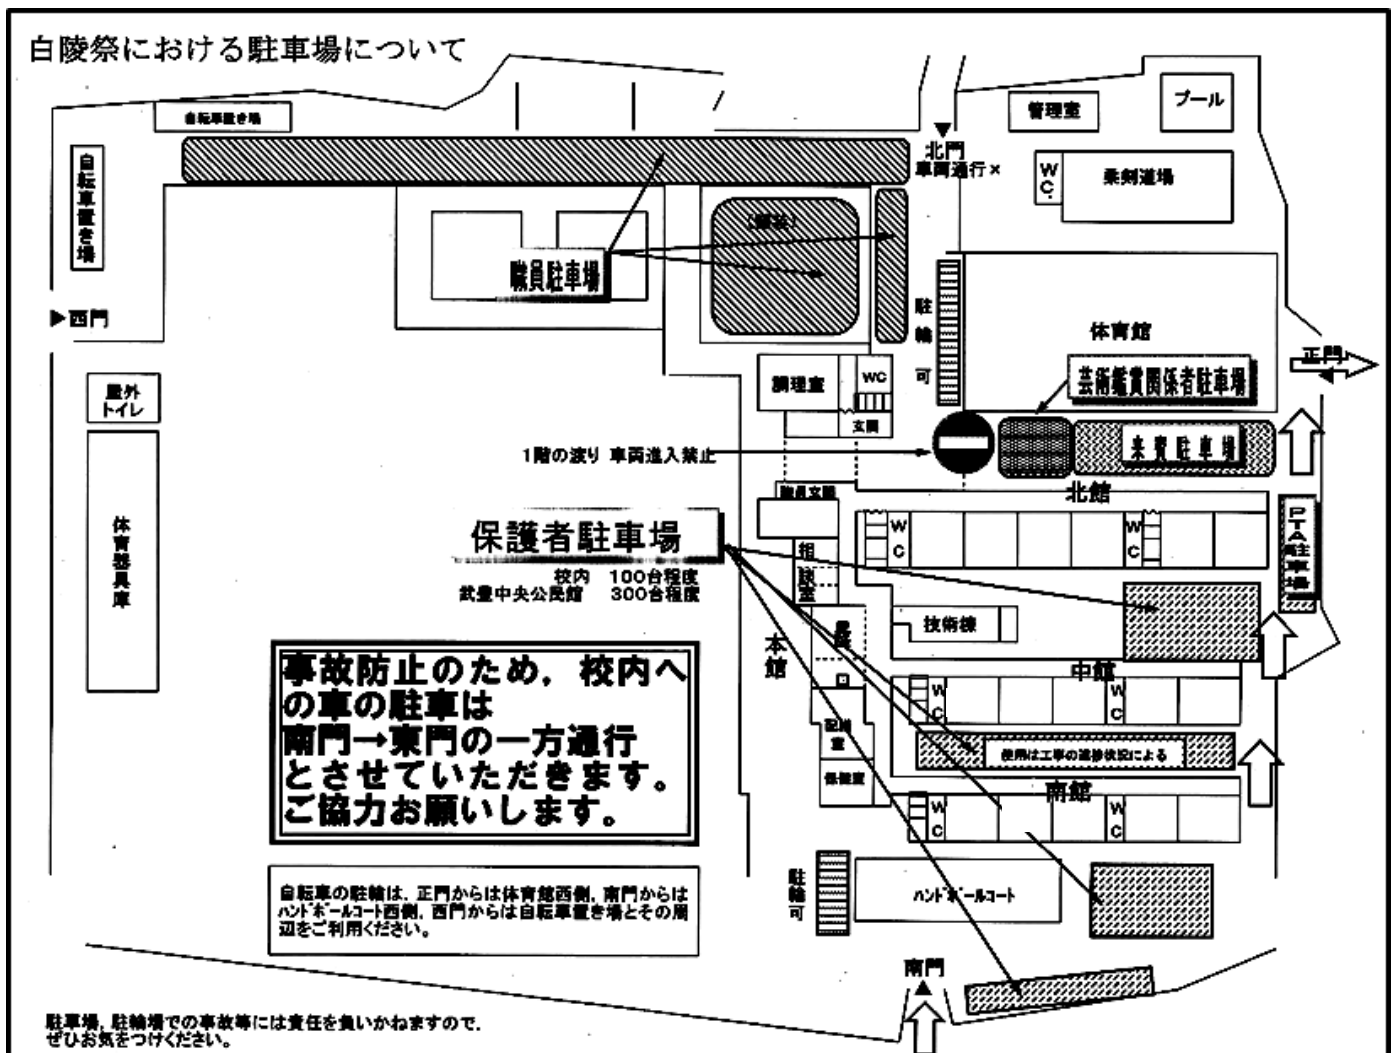 白陵祭における駐車場について
自転車置き場
自転車置き場
北門
車両通行×
管理室
プール
WC.
柔剣道場
職員駐車場
西門
駐輪可
体育館
正門
芸術鑑賞関係者駐車場
屋外
トイレ
調理室
WC
玄関
1階の渡り 車両進入禁止
来賓駐車場
北館
職員玄関
保護者駐車場
校内 100台程度
武豊中央公民館 300台程度
体育器具庫
WC
WC
PTA駐車場
相談室
技術棟
本館
中館
WC
WC
事故防止のため，校内へ
の車の駐車は
南門→東門の一方通行
とさせていただきます。
ご協力お願いします。
使用は工事の進捗状況による
保健室
南館
WC
WC
自転車の駐輪は，正門からは体育館西側，南門からは
ハンドボールコート西側，西門からは自転車置き場とその周
辺をご利用ください。
駐輪可
ハンドボールコート
南門
駐車場，駐輪場での事故等には責任を負いかねますので，
ぜひお気をつけください。